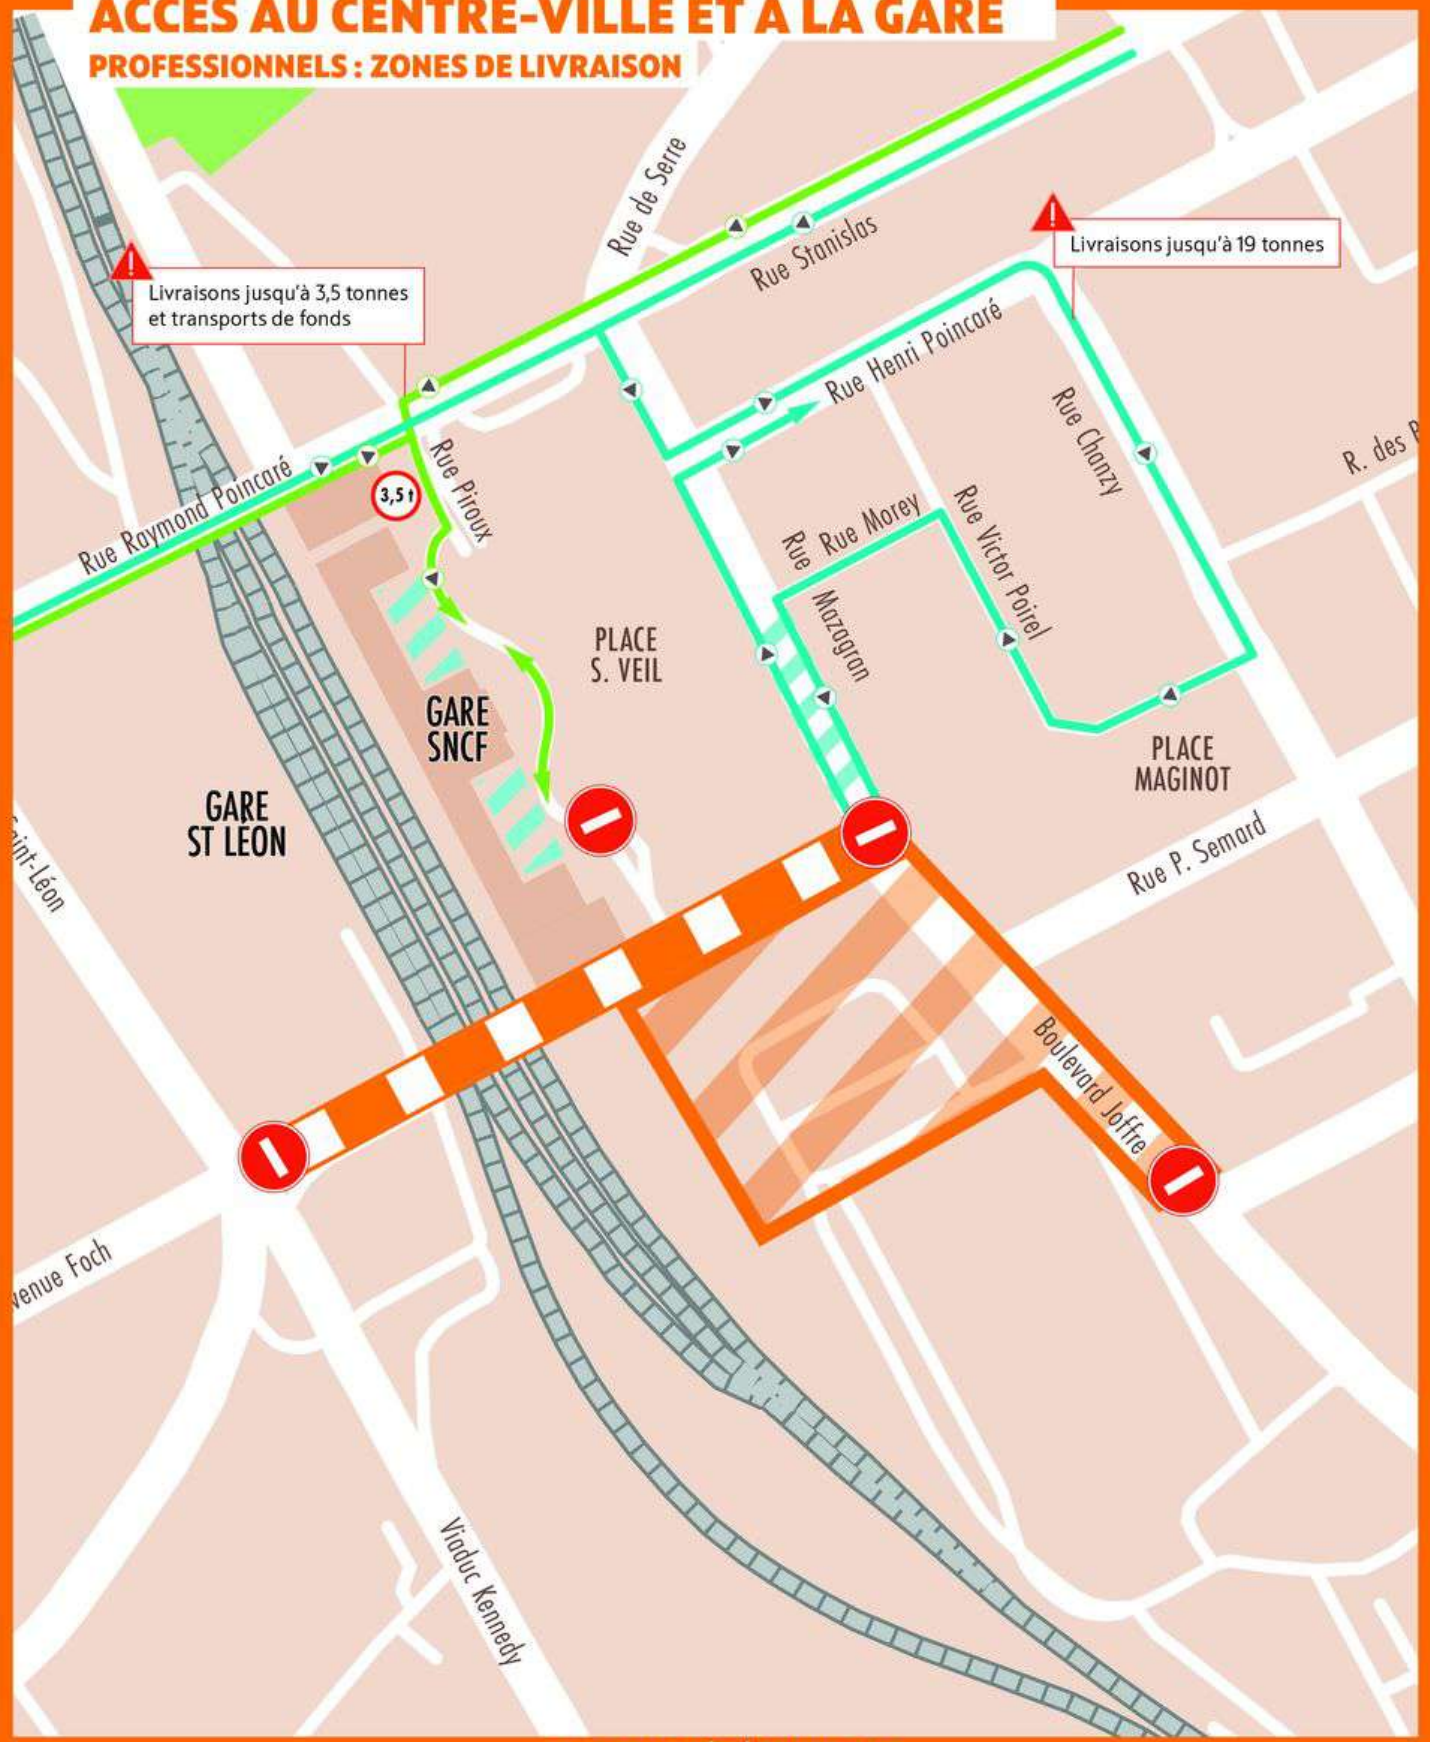 ACCÈS AU CENTRE-VILLE ET À LA GARE
PROFESSIONNELS : ZONES DE LIVRAISON
Rue de Serre
Rue Stanislas
Livraisons jusqu'à 19 tonnes
Livraisons jusqu'à 3,5 tonnes
et transports de fonds
Rue Henri Poincaré
Rue Chanzy
R. des
Rue Raymond Poincaré
3,5 t
Rue Piroux
Rue Morey
Rue Victor Poirel
Rue Mazagran
PLACE
S. VEIL
GARE
SNCF
GARE
ST LÉON
PLACE
MAGINOT
Rue P. Semard
aint-Léon
Boulevard Joffre
venue Foch
Viaduc Kennedy